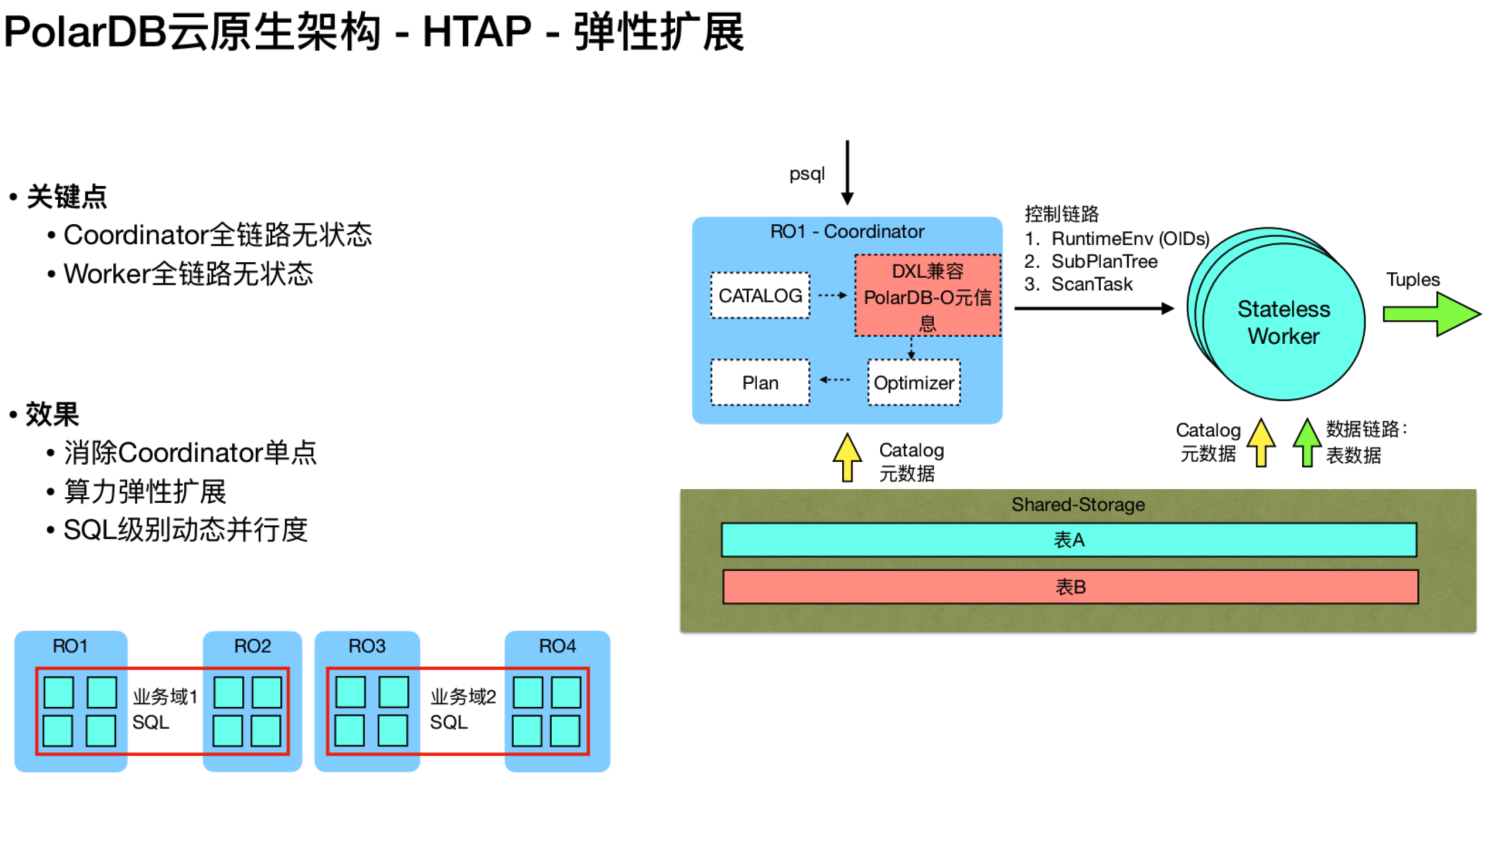 PolarDB云原生架构 - HTAP - 弹性扩展
• 关键点
• Coordinator全链路无状态
• Worker全链路无状态
• 效果
• 消除Coordinator单点
• 算力弹性扩展
• SQL级别动态并行度
RO1
RO2
RO3
RO4
业务域1
SQL
业务域2
SQL
psql
RO1 - Coordinator
CATALOG
DXL兼容
PolarDB-O元信
息
Plan
Optimizer
控制链路
1. RuntimeEnv (OIDs)
2. SubPlanTree
3. ScanTask
Stateless
Worker
Tuples
Catalog
元数据
Catalog
元数据
数据链路：
表数据
Shared-Storage
表A
表B